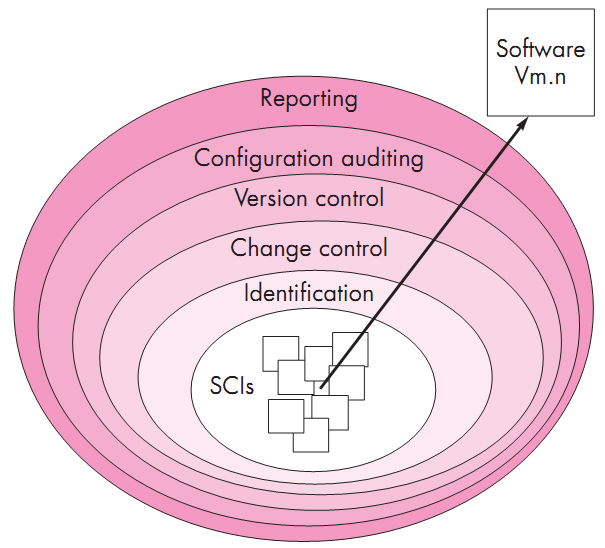 Software
Vm.n
Reporting
Configuration auditing
Version control
Change control
Identification
SCIs